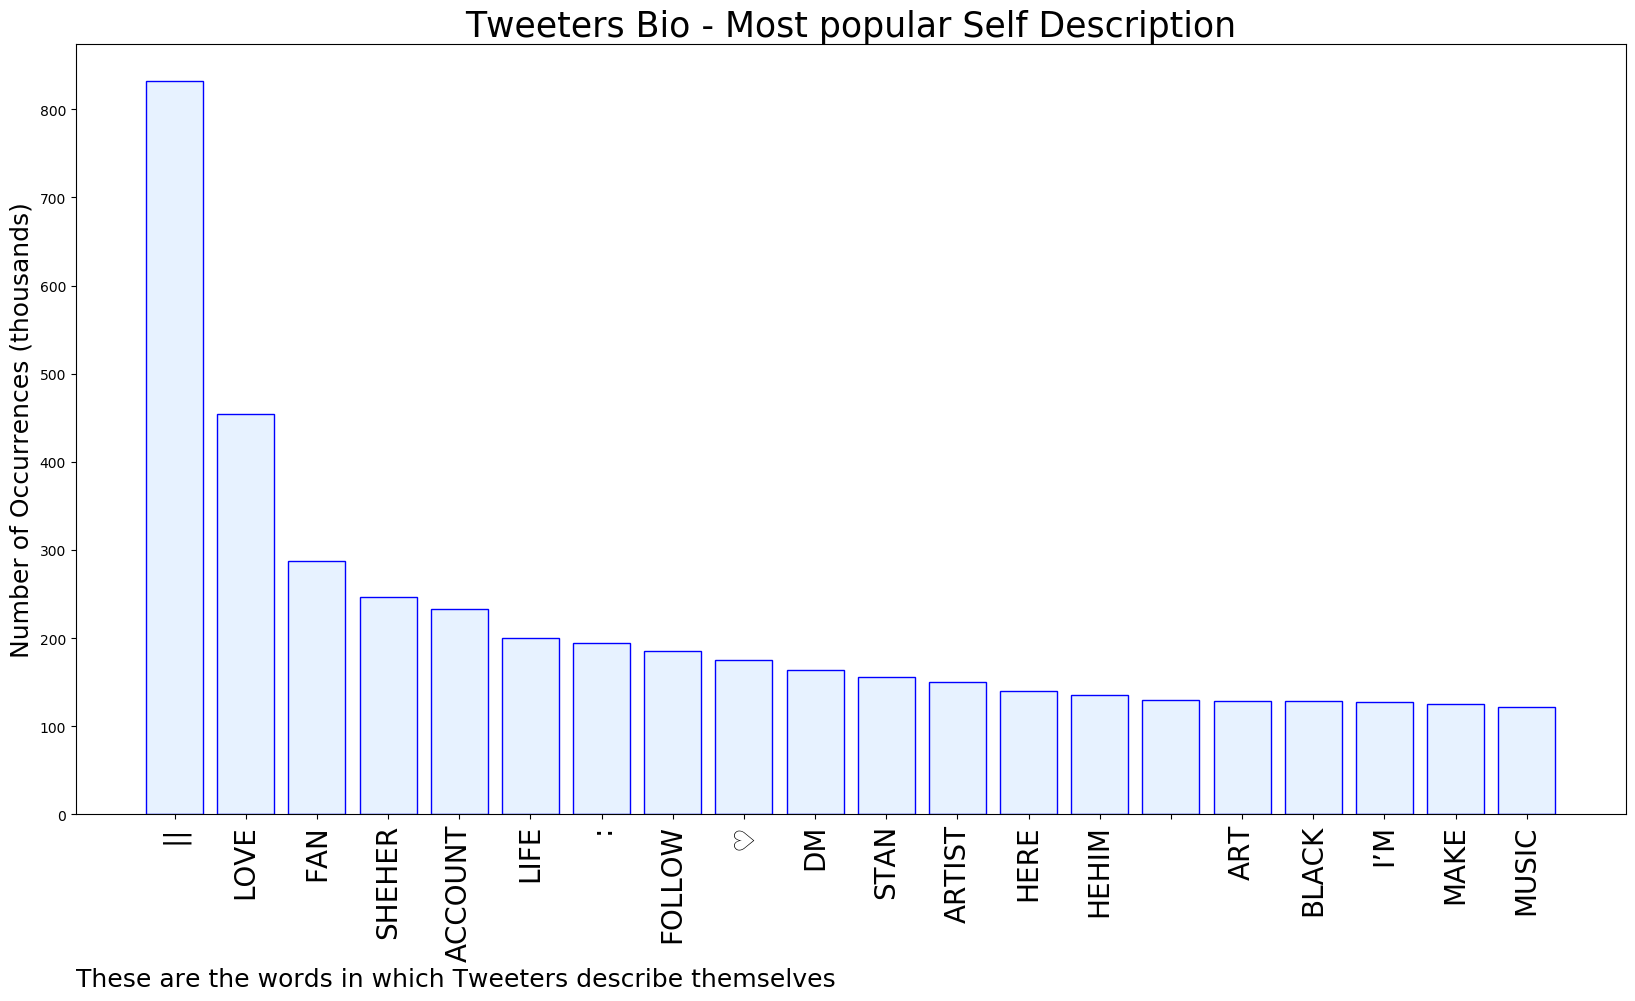 Tweeters Bio - Most popular Self Description
Number of Occurrences (thousands)
800
700
600
500
400
300
200
100
0
||
LOVE
FAN
SHEHER
ACCOUNT
LIFE
:
FOLLOW
♡
DM
STAN
ARTIST
HERE
HEHIM
ART
BLACK
I’M
MAKE
MUSIC
These are the words in which Tweeters describe themselves